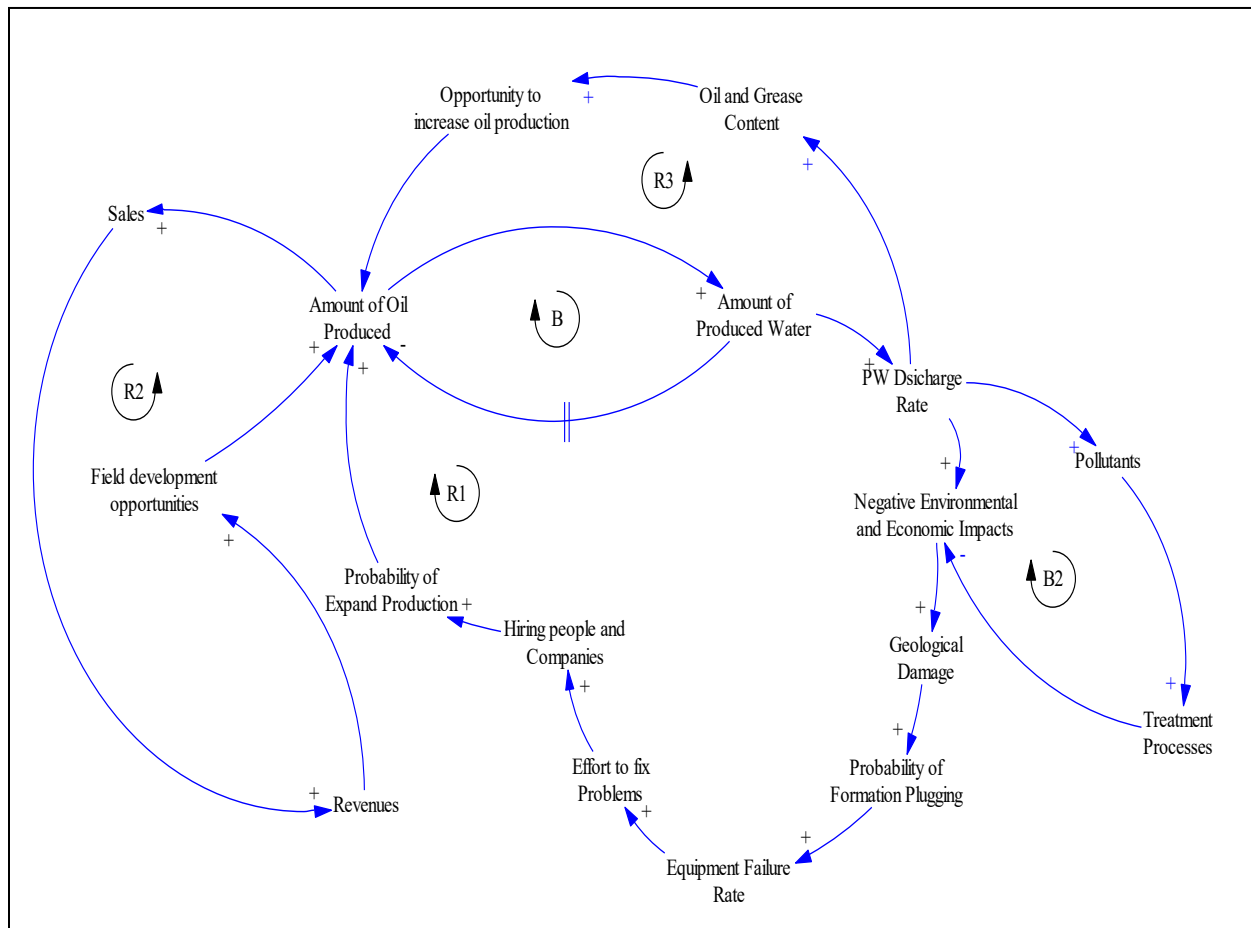 Opportunity to
increase oil production
+
Oil and Grease
Content
+
R3
Sales
+
Amount of Oil
Produced
+
+
-
B
+
Amount of
Produced Water
+
PW Dsicharge
Rate
R2
Field development
opportunities
+
R1
+
Pollutants
+
Negative Environmental
and Economic Impacts
-
B2
Probability of
Expand Production
+
Hiring people and
Companies
+
+
Geological
Damage
+
Treatment
Processes
+
Effort to fix
Problems
+
+
Probability of
Formation Plugging
+
Revenues
+
Equipment Failure
Rate